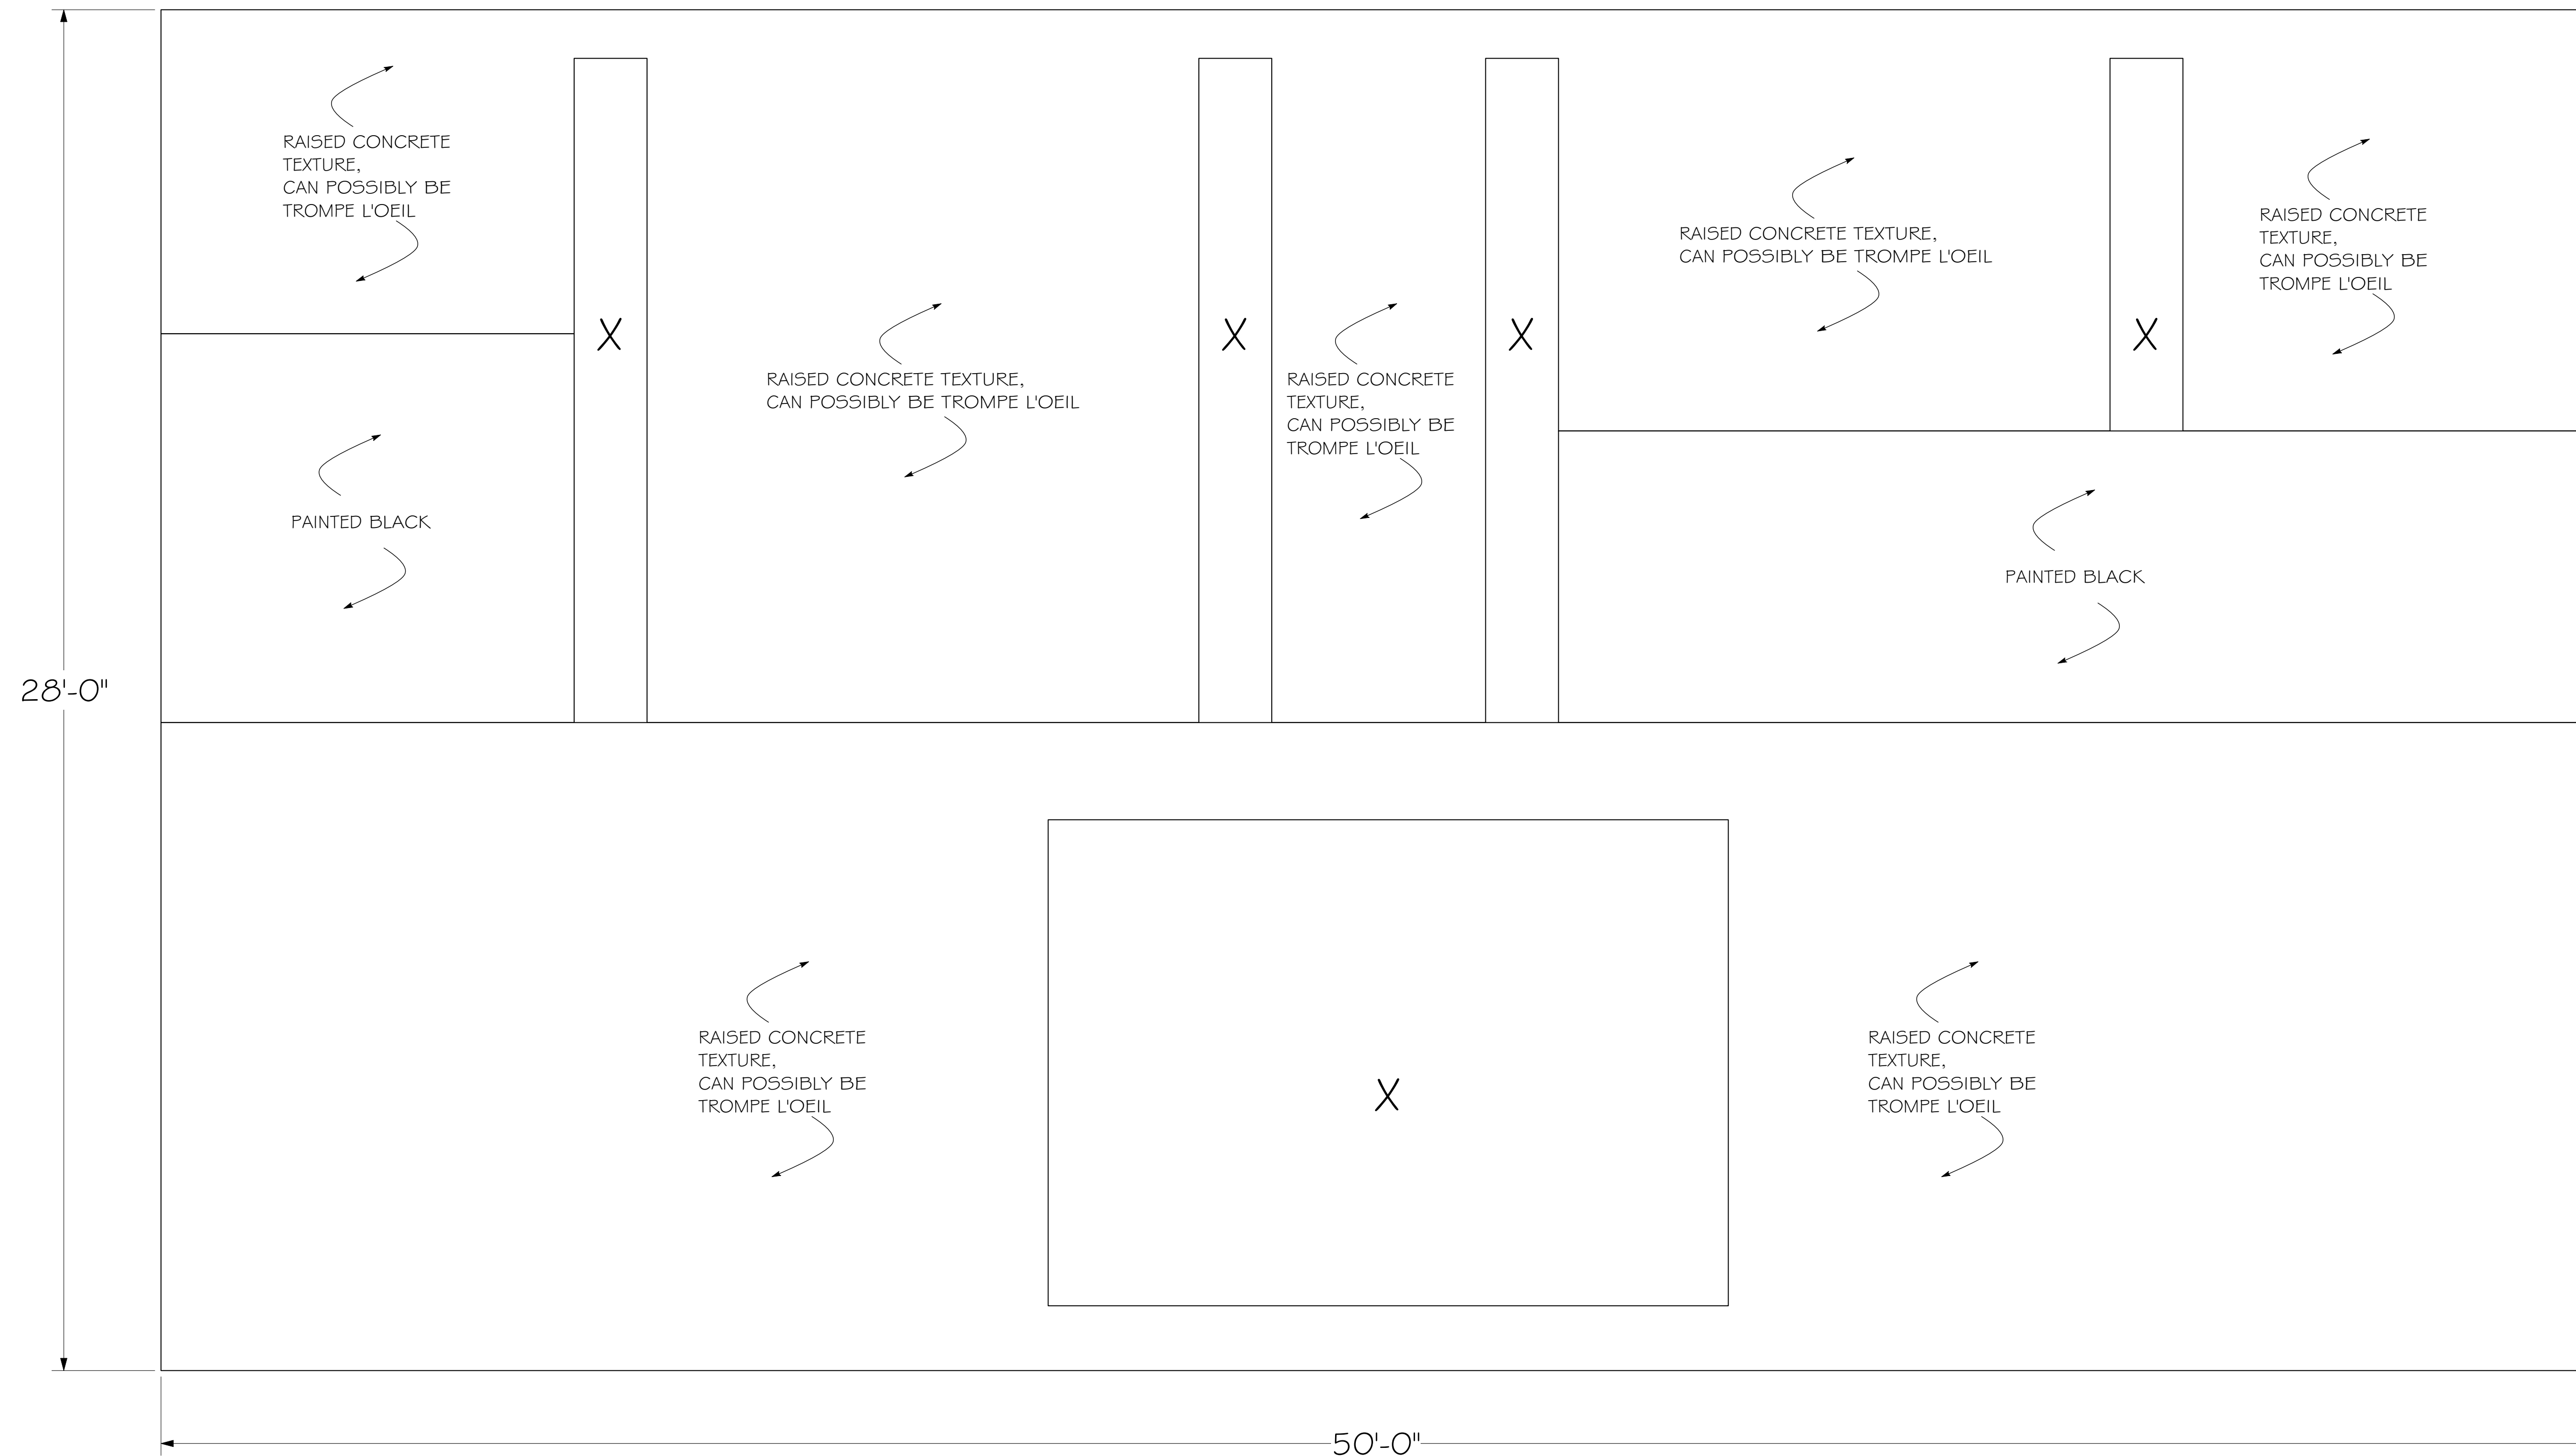 RAISED CONCRETE
TEXTURE,
CAN POSSIBLY BE
TROMPE L'OEIL
RAISED CONCRETE TEXTURE,
CAN POSSIBLY BE TROMPE L'OEIL
RAISED CONCRETE
TEXTURE,
CAN POSSIBLY BE
TROMPE L'OEIL
X
X
X
X
RAISED CONCRETE TEXTURE,
CAN POSSIBLY BE TROMPE L'OEIL
RAISED CONCRETE
TEXTURE,
CAN POSSIBLY BE
TROMPE L'OEIL
PAINTED BLACK
PAINTED BLACK
28'-0"
RAISED CONCRETE
TEXTURE,
CAN POSSIBLY BE
TROMPE L'OEIL
X
RAISED CONCRETE
TEXTURE,
CAN POSSIBLY BE
TROMPE L'OEIL
50'-0"